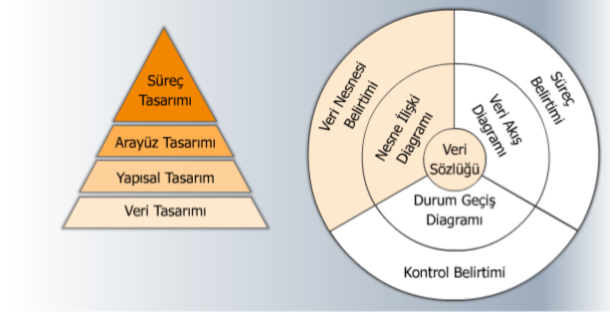 Süreç
Tasarımı
Arayüz Tasarımı
Yapısal Tasarım
Veri Tasarımı
Veri Nesnesi
Belirtimi
Nesne İlişki
Diagramı
Süreç
Belirtimi
Veri Akış
Diagramı
Veri
Sözlüğü
Durum Geçiş
Diagramı
Kontrol Belirtimi